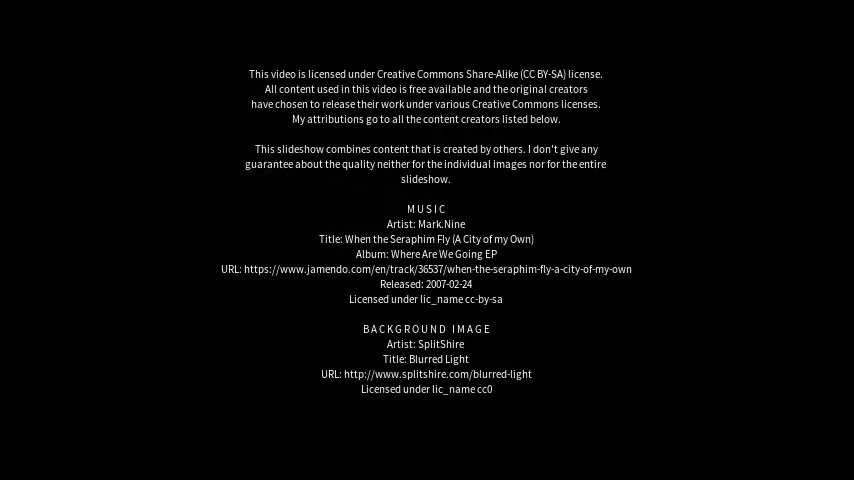 This video is licensed under Creative Commons Share-Alike (CC BY-SA) license.
All content used in this video is free available and the original creators
have chosen to release their work under various Creative Commons licenses.
My attributions go to all the content creators listed below.
This slideshow combines content that is created by others. I don't give any
guarantee about the quality neither for the individual images nor for the entire
slideshow.
MUSIC
Artist: Mark.Nine
Title: When the Seraphim Fly (A City of my Own)
Album: Where Are We Going EP
URL: https://www.jamendo.com/en/track/36537/when-the-seraphim-fly-a-city-of-my-own
Released: 2007-02-24
Licensed under lic_name cc-by-sa
BACKGROUND IMAGE
Artist: SplitShire
Title: Blurred Light
URL: http://www.splitshire.com/blurred-light
Licensed under lic_name cc0